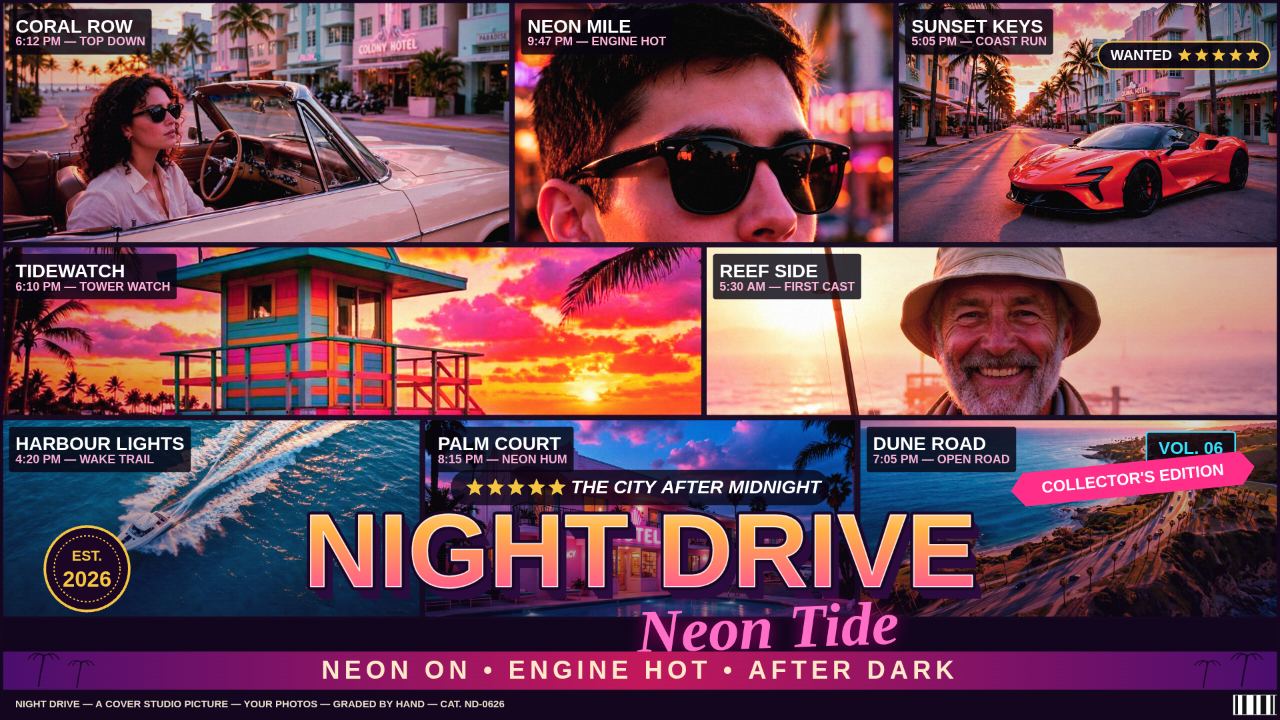 CORAL ROW
6:12 PM — TOP DOWN
COLONY HOTEL
NEON MILE
9:47 PM — ENGINE HOT
SUNSET KEYS
5:05 PM — COAST RUN
WANTED ★★★★★
TIDEWATCH
6:10 PM — TOWER WATCH
REEF SIDE
5:30 AM — FIRST CAST
HARBOUR LIGHTS
4:20 PM — WAKE TRAIL
PALM COURT
8:15 PM — NEON HUM
DUNE ROAD
7:05 PM — OPEN ROAD
VOL. 06
COLLECTOR'S EDITION
★★★★★ THE CITY AFTER MIDNIGHT
EST.
2026
NIGHT DRIVE
Neon Tide
NEON ON • ENGINE HOT • AFTER DARK
NIGHT DRIVE — A COVER STUDIO PICTURE — YOUR PHOTOS — GRADED BY HAND — CAT. ND-0626